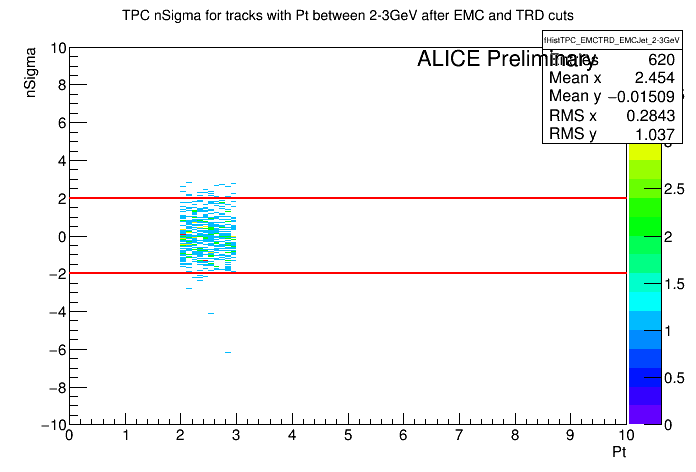 TPC nSigma for tracks with Pt between 2-3GeV after EMC and TRD cuts
nSigma
ALICE Preliminary
fHistTPC_EMCTRD_EMCJet_2-3GeV
Entries 620
Mean x 2.454
Mean y −0.01509
RMS x 0.2843
RMS y 1.037
10
8
6
4
2
0
−2
−4
−6
−8
−10
0 1 2 3 4 5 6 7 8 9 10
Pt
3
2.5
2
1.5
1
0.5
0